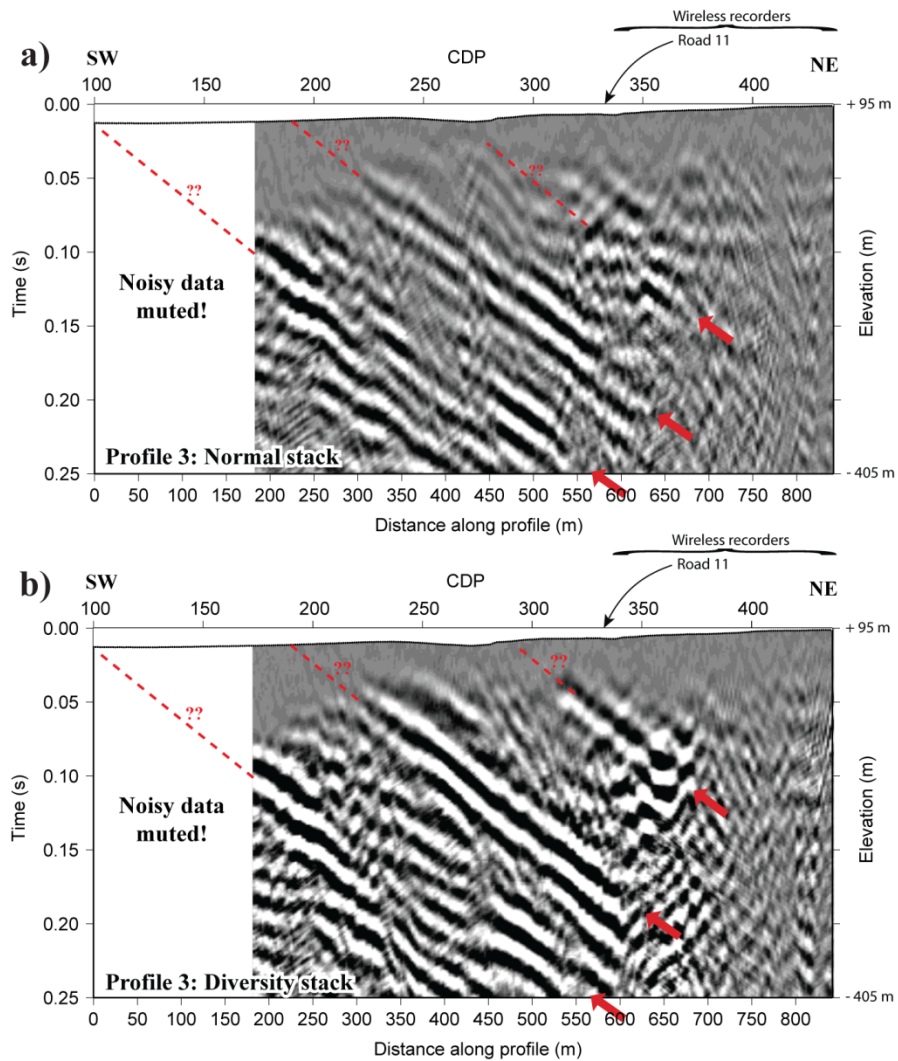 Wireless recorders
a)
SW
CDP
Road 11
NE
100 150 200 250 300 350 400
0.00
0.05
0.10
0.15
0.20
0.25
Time (s)
+ 95 m
Elevation (m)
- 405 m
??
??
??
Noisy data
muted!
Profile 3: Normal stack
0 50 100 150 200 250 300 350 400 450 500 550 600 650 700 750 800
Distance along profile (m)
Wireless recorders
b)
SW
CDP
Road 11
NE
100 150 200 250 300 350 400
0.00
0.05
0.10
0.15
0.20
0.25
Time (s)
+ 95 m
Elevation (m)
- 405 m
??
??
??
Noisy data
muted!
Profile 3: Diversity stack
0 50 100 150 200 250 300 350 400 450 500 550 600 650 700 750 800
Distance along profile (m)